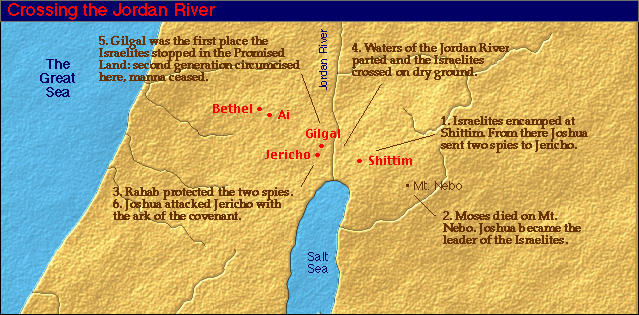 Crossing the Jordan River
5. Gilgal was the first place the
Israelites stopped in the Promised
Land: second generation circumcised
here, manna ceased.
Jordan River
4. Waters of the Jordan River
parted and the Israelites
crossed on dry ground.
The
Great
Sea
Bethel
Ai
Gilgal
Jericho
Shittim
1. Israelites encamped at
Shittim. From there Joshua
sent two spies to Jericho.
Mt. Nebo
3. Rahab protected the two spies.
6. Joshua attacked Jericho with
the ark of the covenant.
2. Moses died on Mt.
Nebo. Joshua became the
leader of the Israelites.
Salt
Sea